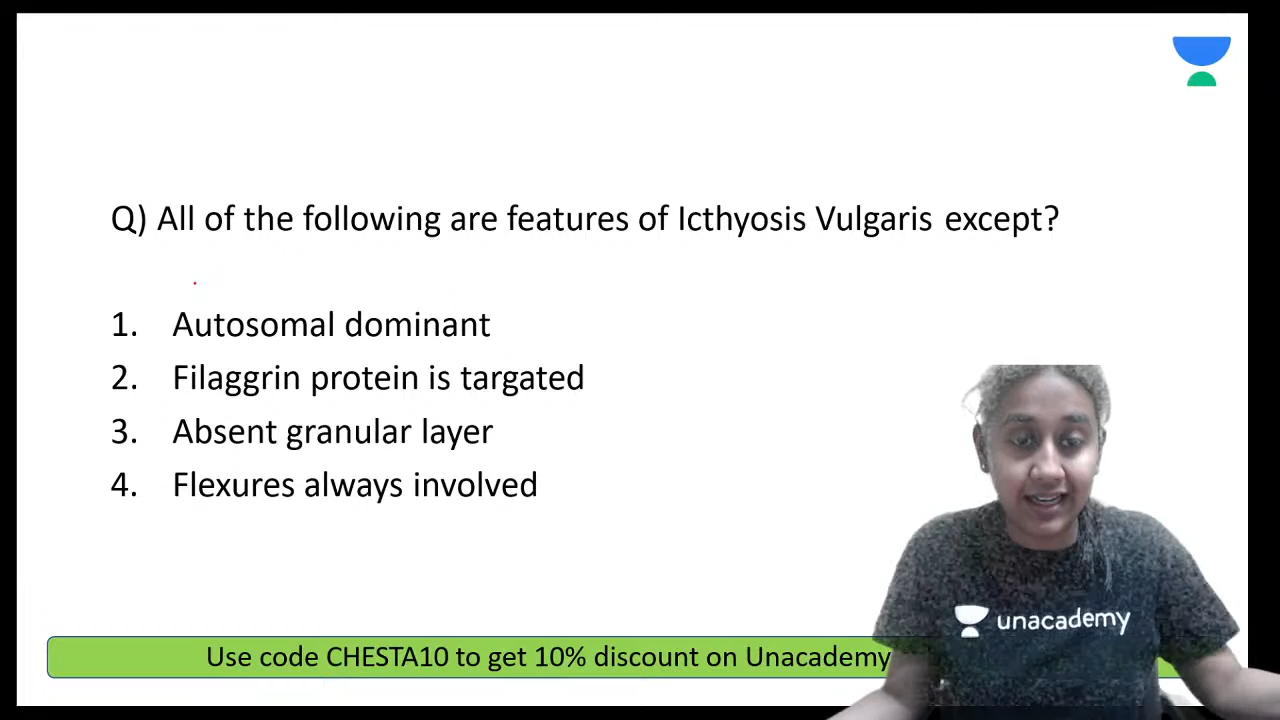 Q) All of the following are features of Icthyosis Vulgaris except?
1. Autosomal dominant
2. Filaggrin protein is targated
3. Absent granular layer
4. Flexures always involved
unacademy
Use code CHESTA10 to get 10% discount on Unacademy